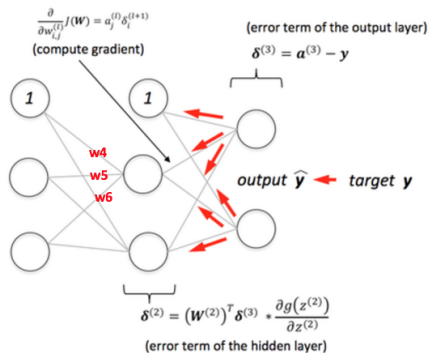 ∂/∂w_{i,j}^{(l)} J(W) = a_j^{(l)} δ_i^{(l+1)}
(compute gradient)
(error term of the output layer)
δ^{(3)} = a^{(3)} − y
1
1
w4
w5
w6
output ŷ
target y
δ^{(2)} = (W^{(2)})^T δ^{(3)} * ∂g(z^{(2)})/∂z^{(2)}
(error term of the hidden layer)